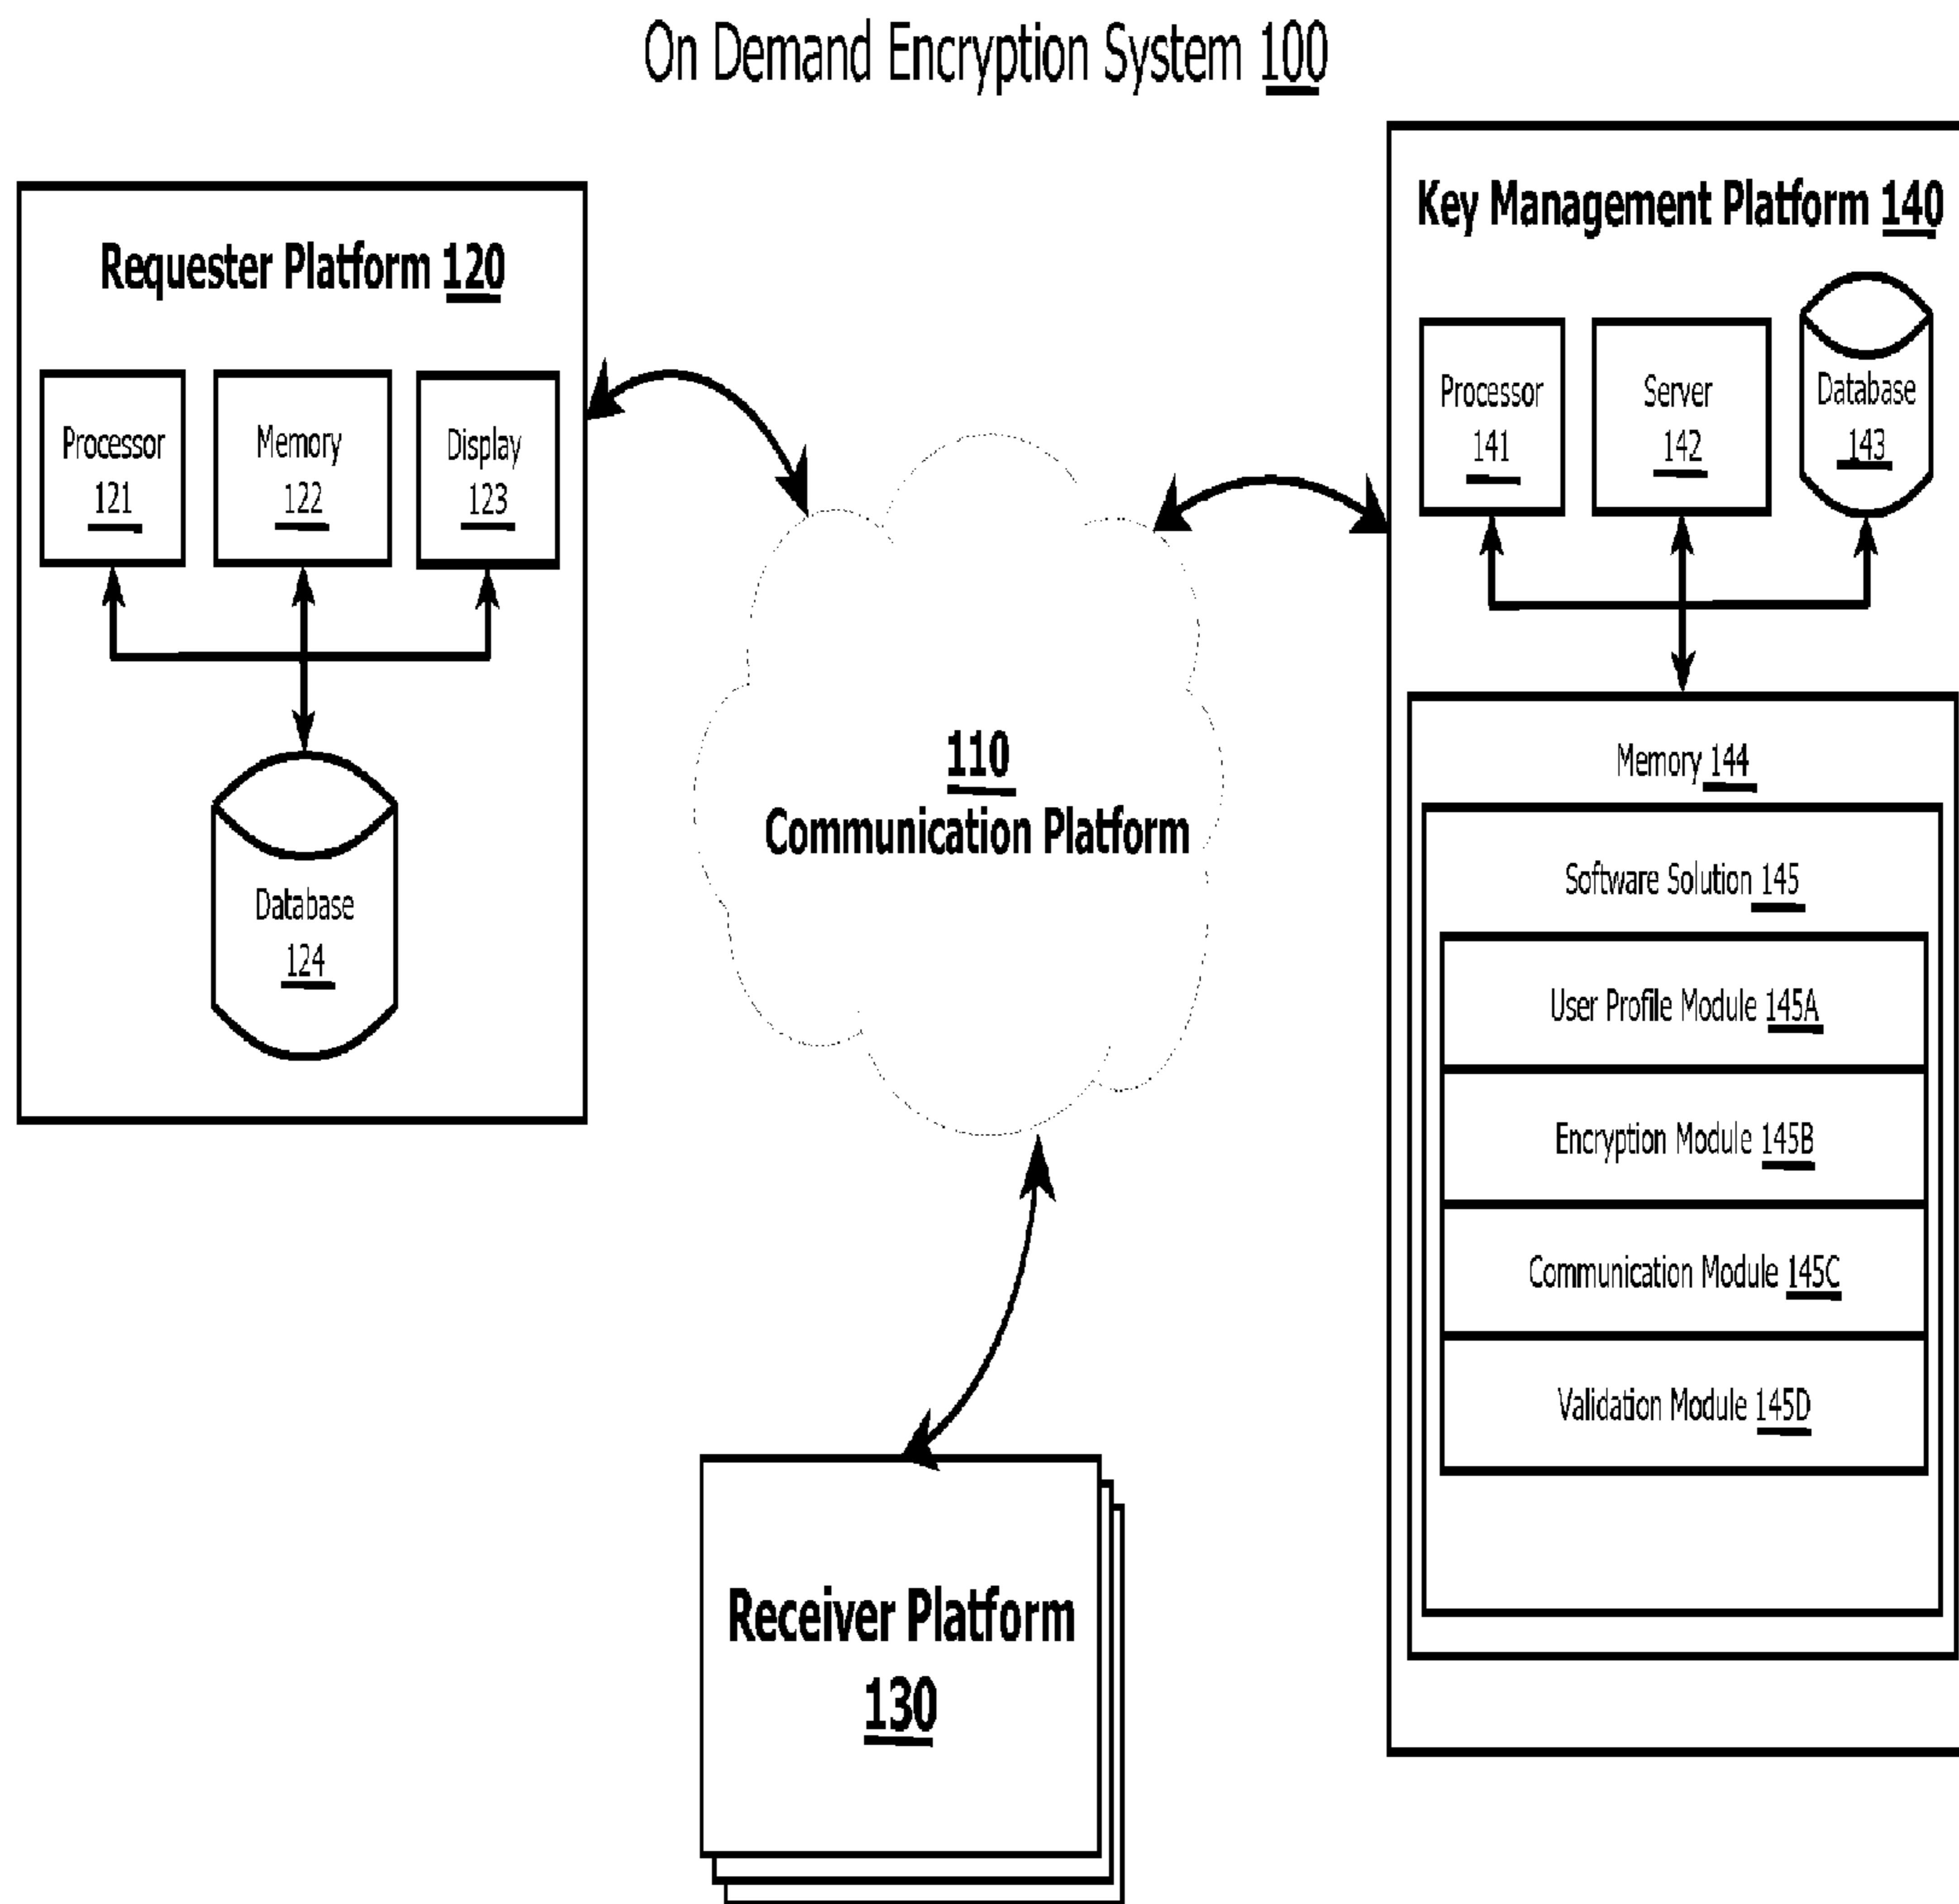 On Demand Encryption System 100
Requester Platform 120
Processor
121
Memory
122
Display
123
Database
124
110
Communication Platform
Key Management Platform 140
Processor
141
Server
142
Database
143
Memory 144
Software Solution 145
User Profile Module 145A
Encryption Module 145B
Communication Module 145C
Validation Module 145D
Receiver Platform
130